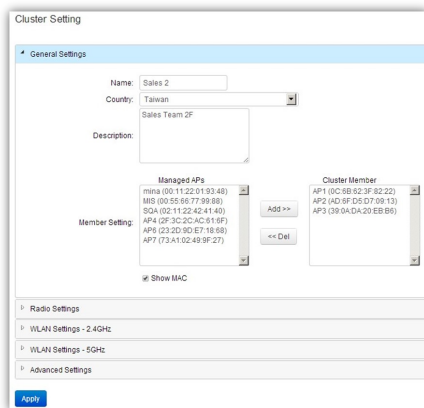 Cluster Setting
General Settings
Name: Sales 2
Country: Taiwan
Description: Sales Team 2F
Member Setting:
Managed APs
mina (00:11:22:01:93:48)
MIS (00:55:66:77:99:88)
SQA (02:11:22:42:41:40)
AP4 (2F:3C:2C:AC:61:6F)
AP6 (23:2D:9D:E7:18:68)
AP7 (73:A1:02:49:9F:27)
Add >>
<< Del
Cluster Member
AP1 (0C:6B:62:3F:82:22)
AP2 (AD:6F:D5:D7:09:13)
AP3 (39:0A:DA:20:EB:B6)
Show MAC
Radio Settings
WLAN Settings - 2.4GHz
WLAN Settings - 5GHz
Advanced Settings
Apply